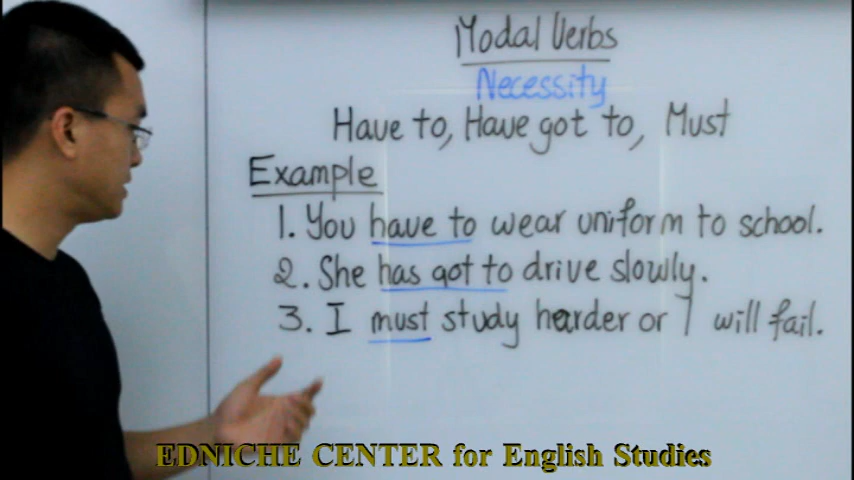 Modal Verbs
Necessity
Have to, Have got to, Must
Example
1. You have to wear uniform to school.
2. She has got to drive slowly.
3. I must study harder or I will fail.
EDNICHE CENTER for English Studies